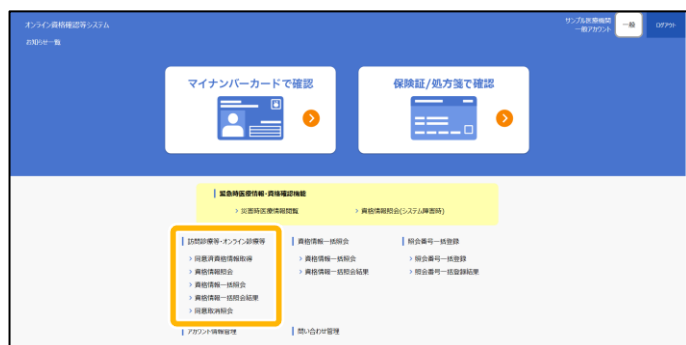 オンライン資格確認等システム
サンプル医療機関
一般アカウント
一般
ログアウト
お知らせ一覧
マイナンバーカードで確認
保険証/処方箋で確認
緊急時医療情報・資格確認機能
災害時医療情報閲覧
資格情報照会(システム障害時)
訪問診療等・オンライン診療等
資格情報一括照会
照会番号一括登録
同意済資格情報取得
資格情報一括照会
照会番号一括登録
資格情報照会
資格情報一括照会結果
照会番号一括登録結果
資格情報一括照会
資格情報一括照会結果
同意取消照会
アカウント情報管理
問い合わせ管理